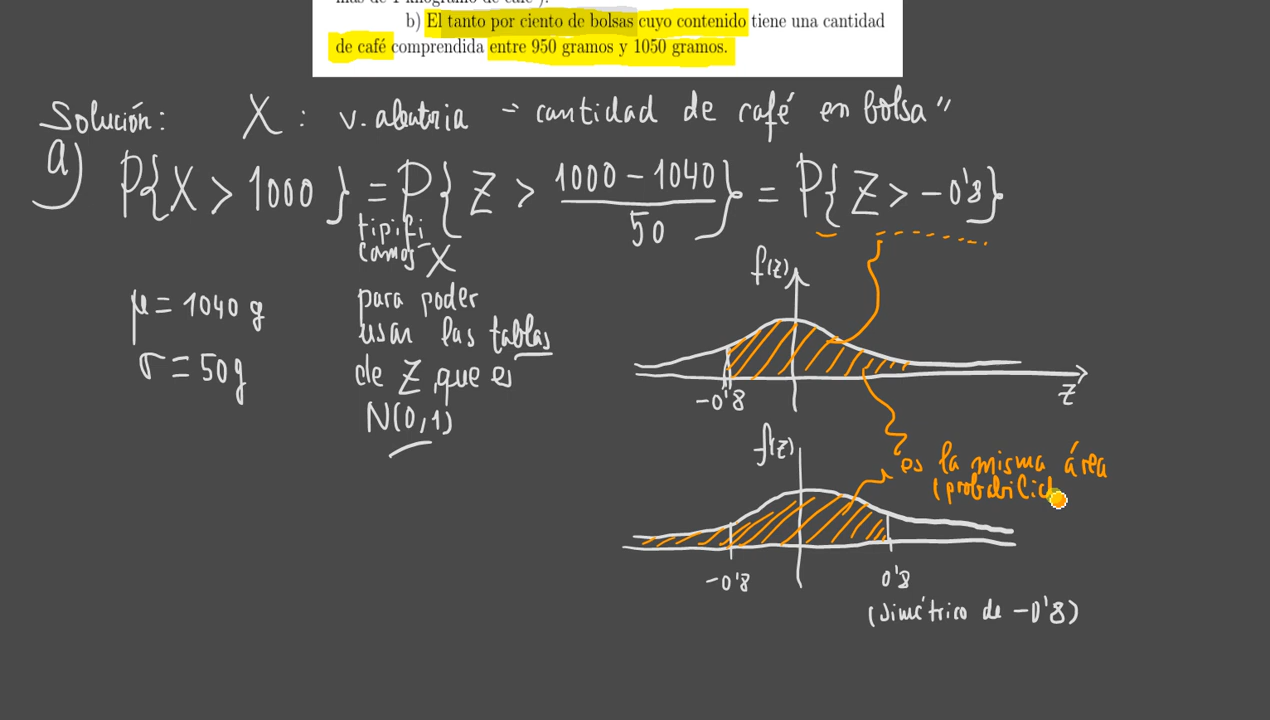 b) El tanto por ciento de bolsas cuyo contenido tiene una cantidad
de café comprendida entre 950 gramos y 1050 gramos.
Solución: X : v. aleatoria = cantidad de café en bolsa"
a) P{X > 1000} = P{Z > (1000 - 1040)/50} = P{Z > -0'8}
tipifi-
camos X
para poder
usar las tablas
de Z, que es
N(0,1)
μ = 1040 g
σ = 50 g
f(z)
-0'8
Z
f(z)
es la misma área
(probabilid
-0'8
0'8
(simétrico de -0'8)